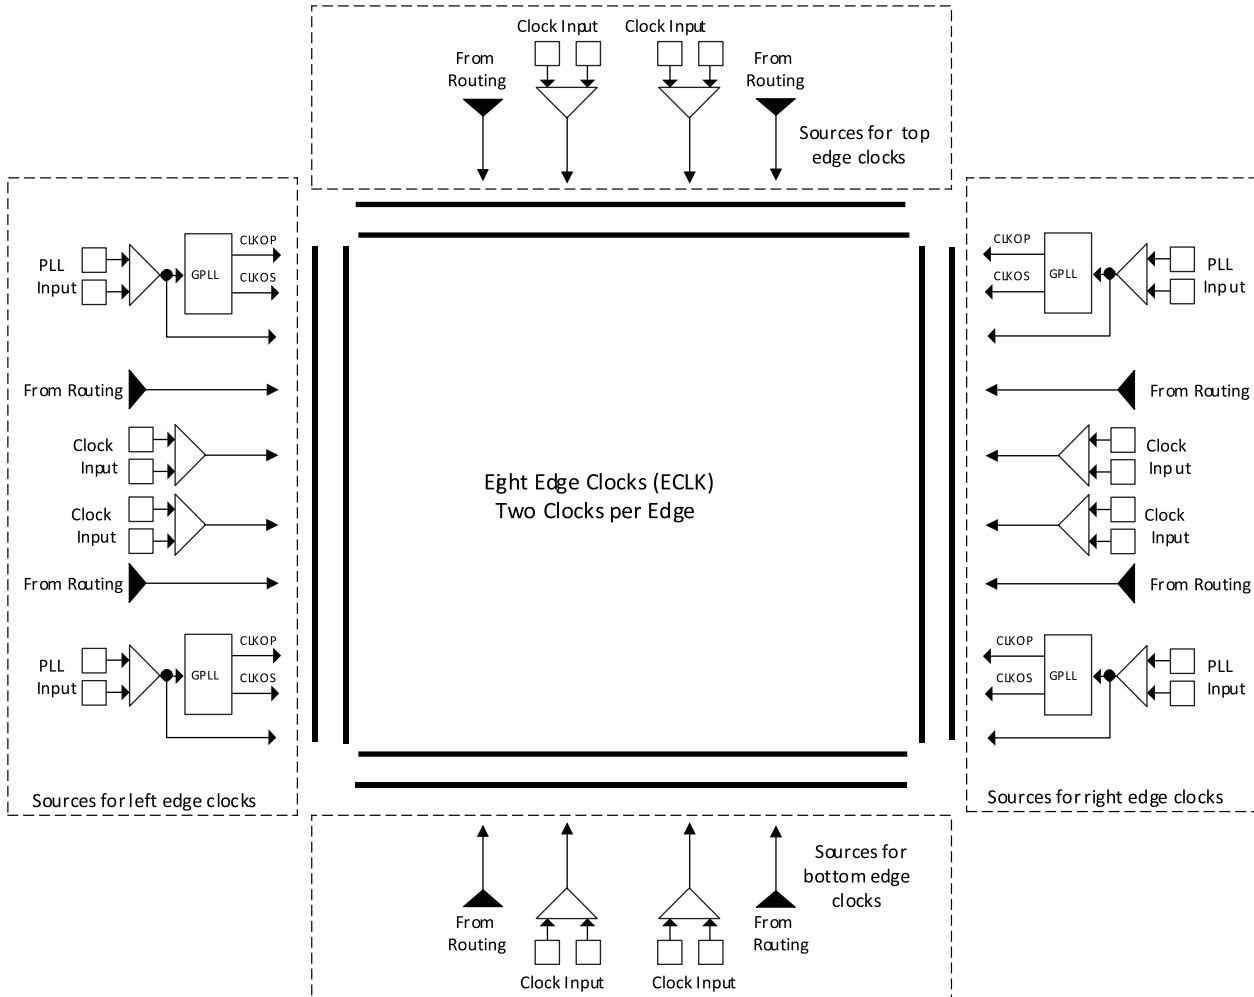 Clock Input
Clock Input
From
Routing
From
Routing
Sources for top
edge clocks
PLL
Input
GPLL
CLKOP
CLKOS
From Routing
Clock
Input
Clock
Input
From Routing
PLL
Input
GPLL
CLKOP
CLKOS
Sources for left edge clocks
Eight Edge Clocks (ECLK)
Two Clocks per Edge
CLKOP
CLKOS
GPLL
PLL
Input
From Routing
Clock
Input
Clock
Input
From Routing
CLKOP
CLKOS
GPLL
PLL
Input
Sources for right edge clocks
From
Routing
Clock Input
Clock Input
From
Routing
Sources for
bottom edge
clocks